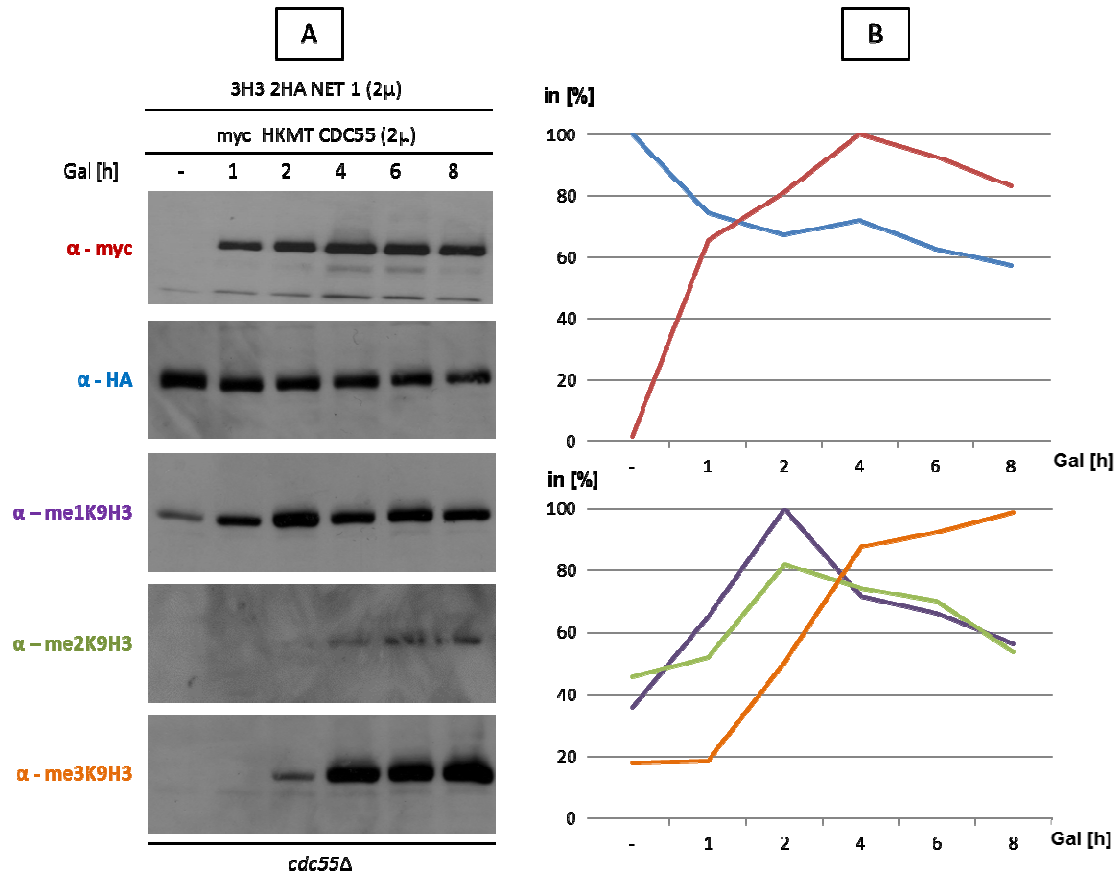 A
3H3 2HA NET 1 (2μ)
myc HKMT CDC55 (2μ)
Gal [h] - 1 2 4 6 8
α - myc
α - HA
α – me1K9H3
α – me2K9H3
α - me3K9H3
cdc55Δ
B
in [%]
100
80
60
40
20
0
- 1 2 4 6 8 Gal [h]
in [%]
100
80
60
40
20
0
- 1 2 4 6 8 Gal [h]